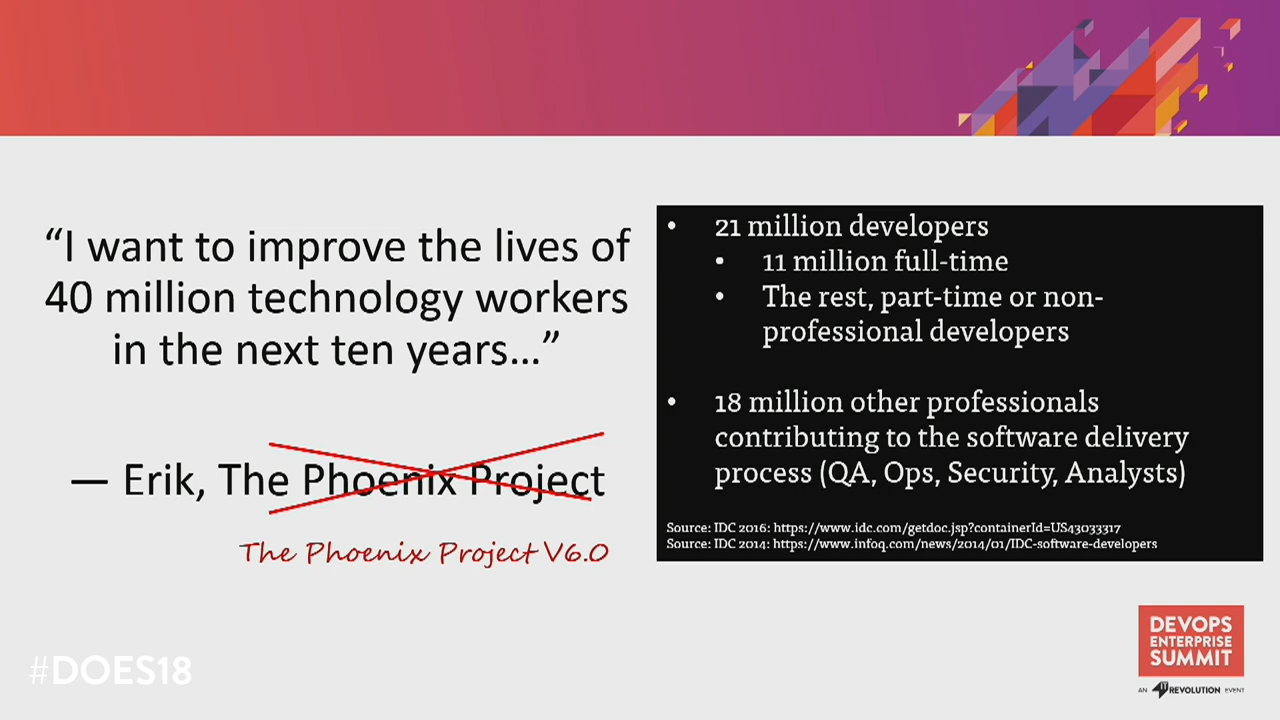 “I want to improve the lives of
40 million technology workers
in the next ten years…”
— Erik, The Phoenix Project
The Phoenix Project V6.0
• 21 million developers
• 11 million full-time
• The rest, part-time or non-
professional developers
• 18 million other professionals
contributing to the software delivery
process (QA, Ops, Security, Analysts)
Source: IDC 2016: https://www.idc.com/getdoc.jsp?containerId=US43033317
Source: IDC 2014: https://www.infoq.com/news/2014/01/IDC-software-developers
#DOES18
DEVOPS
ENTERPRISE
SUMMIT
AN IT REVOLUTION EVENT